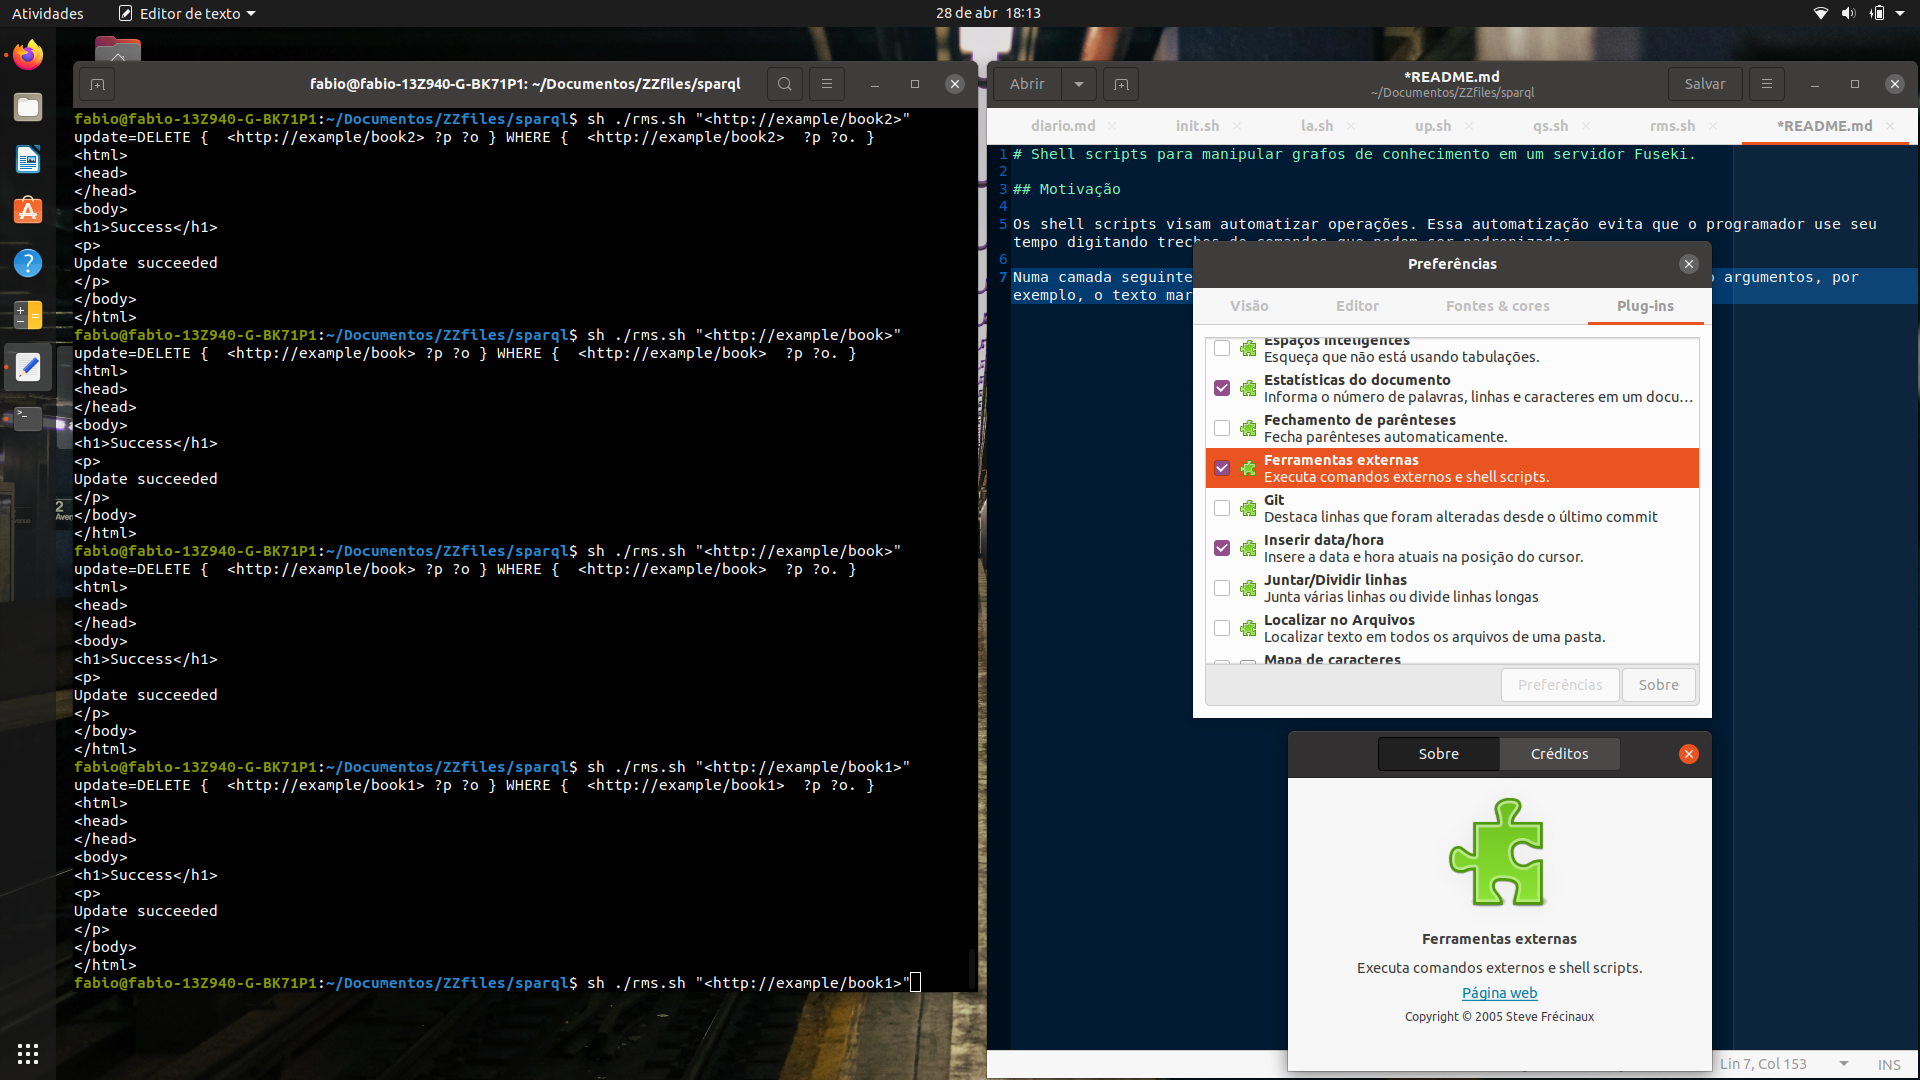 Atividades
Editor de texto
28 de abr 18:13
fabio@fabio-13Z940-G-BK71P1: ~/Documentos/ZZfiles/sparql
fabio@fabio-13Z940-G-BK71P1:~/Documentos/ZZfiles/sparql$ sh ./rms.sh "<http://example/book2>"
update=DELETE {  <http://example/book2> ?p ?o } WHERE {  <http://example/book2>  ?p ?o. }
<html>
<head>
</head>
<body>
<h1>Success</h1>
<p>
Update succeeded
</p>
</body>
</html>
fabio@fabio-13Z940-G-BK71P1:~/Documentos/ZZfiles/sparql$ sh ./rms.sh "<http://example/book>"
update=DELETE {  <http://example/book> ?p ?o } WHERE {  <http://example/book>  ?p ?o. }
<html>
<head>
</head>
<body>
<h1>Success</h1>
<p>
Update succeeded
</p>
</body>
</html>
fabio@fabio-13Z940-G-BK71P1:~/Documentos/ZZfiles/sparql$ sh ./rms.sh "<http://example/book>"
update=DELETE {  <http://example/book> ?p ?o } WHERE {  <http://example/book>  ?p ?o. }
<html>
<head>
</head>
<body>
<h1>Success</h1>
<p>
Update succeeded
</p>
</body>
</html>
fabio@fabio-13Z940-G-BK71P1:~/Documentos/ZZfiles/sparql$ sh ./rms.sh "<http://example/book1>"
update=DELETE {  <http://example/book1> ?p ?o } WHERE {  <http://example/book1>  ?p ?o. }
<html>
<head>
</head>
<body>
<h1>Success</h1>
<p>
Update succeeded
</p>
</body>
</html>
fabio@fabio-13Z940-G-BK71P1:~/Documentos/ZZfiles/sparql$ sh ./rms.sh "<http://example/book1>"
Abrir
*README.md
~/Documentos/ZZfiles/sparql
Salvar
diario.md
init.sh
la.sh
up.sh
qs.sh
rms.sh
*README.md
1 # Shell scripts para manipular grafos de conhecimento em um servidor Fuseki.
2
3 ## Motivação
4
5 Os shell scripts visam automatizar operações. Essa automatização evita que o programador use seu
tempo digitando trechos de comandos que podem ser padronizados.
6
7 Numa camada seguinte argumentos, por
exemplo, o texto mar
Preferências
Visão
Editor
Fontes & cores
Plug-ins
Espaços inteligentes
Esqueça que não está usando tabulações.
Estatísticas do documento
Informa o número de palavras, linhas e caracteres em um docu…
Fechamento de parênteses
Fecha parênteses automaticamente.
Ferramentas externas
Executa comandos externos e shell scripts.
Git
Destaca linhas que foram alteradas desde o último commit
Inserir data/hora
Insere a data e hora atuais na posição do cursor.
Juntar/Dividir linhas
Junta várias linhas ou divide linhas longas
Localizar no Arquivos
Localizar texto em todos os arquivos de uma pasta.
Mapa de caracteres
Preferências
Sobre
Sobre
Créditos
Ferramentas externas
Executa comandos externos e shell scripts.
Página web
Copyright © 2005 Steve Frécinaux
Lin 7, Col 153
INS